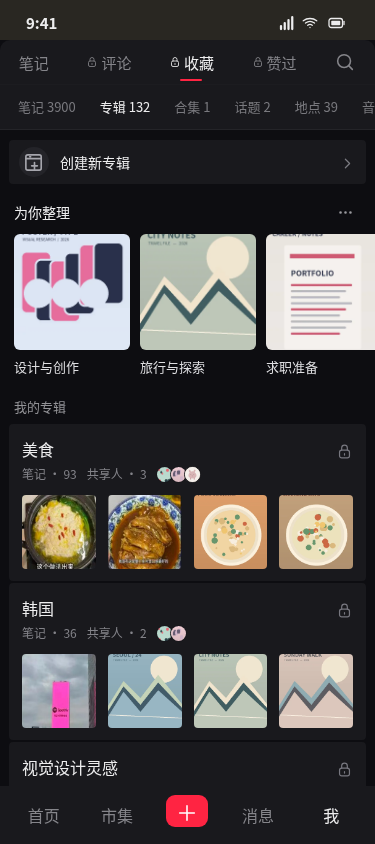 9:41
笔记
评论
收藏
赞过
笔记 3900
专辑 132
合集 1
话题 2
地点 39
音
创建新专辑
为你整理
CITY NOTES
PORTFOLIO
设计与创作
旅行与探索
求职准备
我的专辑
美食
笔记 · 93 共享人 · 3
韩国
笔记 · 36 共享人 · 2
CITY NOTES
SUNDAY WALK
视觉设计灵感
首页
市集
消息
我